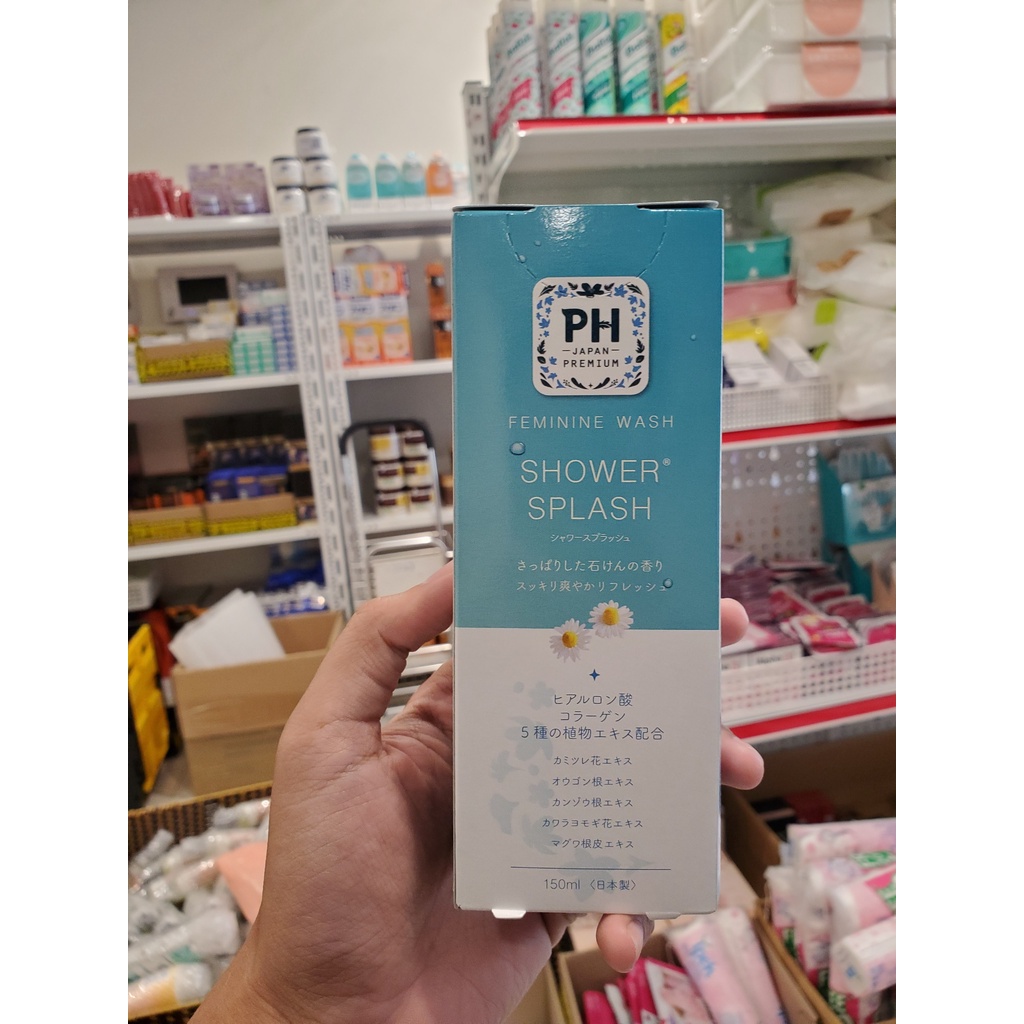 PH
JAPAN
PREMIUM
FEMININE WASH
SHOWER®
SPLASH
シャワースプラッシュ
さっぱりした石けんの香り
スッキリ爽やかリフレッシュ
ヒアルロン酸
コラーゲン
5種の植物エキス配合
カミツレ花エキス
オウゴン根エキス
カンゾウ根エキス
カワラヨモギ花エキス
マグワ根皮エキス
150ml 〈日本製〉